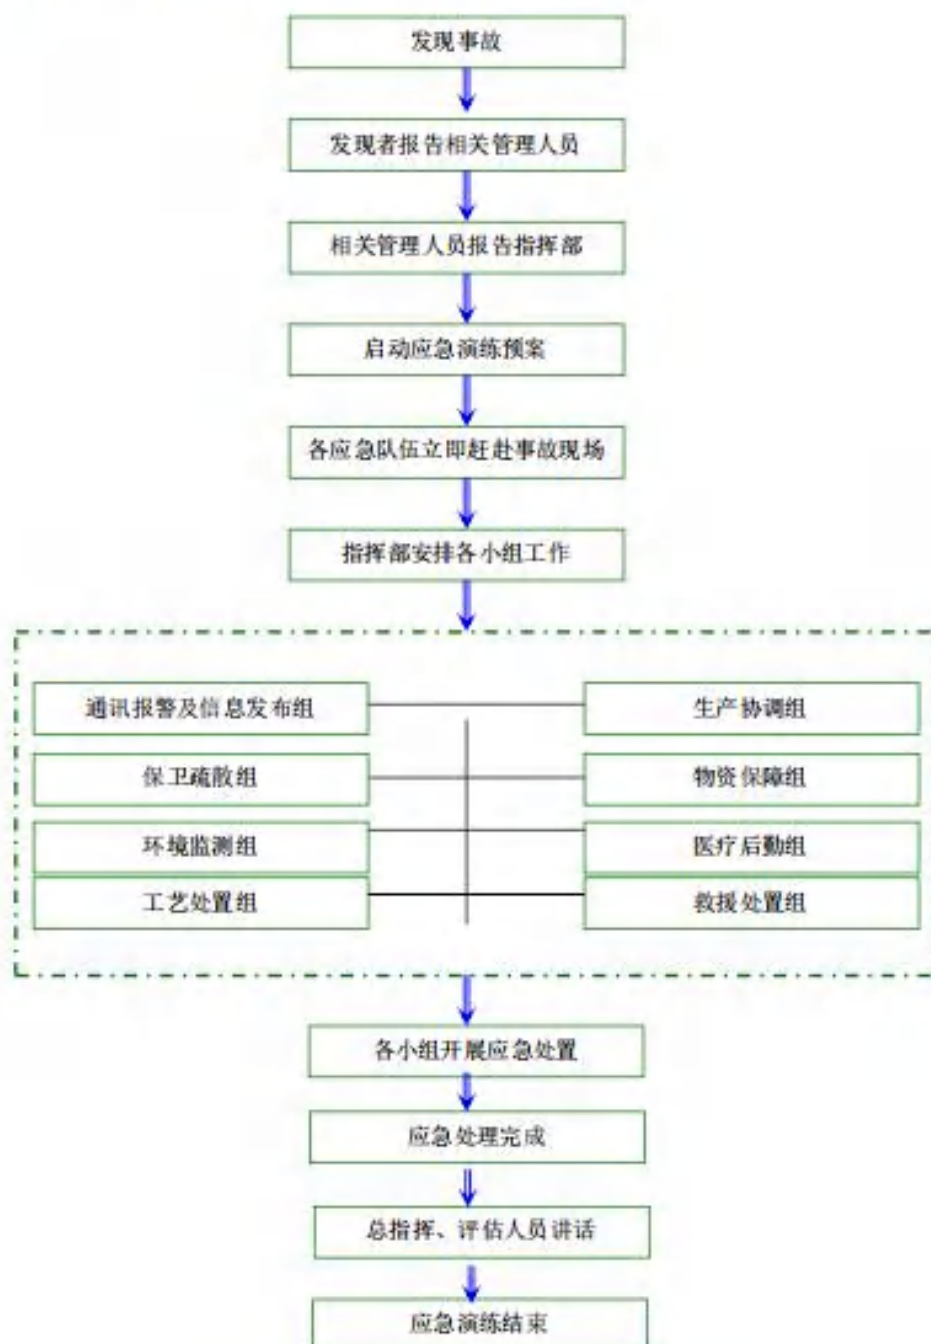 发现事故
发现者报告相关管理人员
相关管理人员报告指挥部
启动应急演练预案
各应急队伍立即赶赴事故现场
指挥部安排各小组工作
通讯报警及信息发布组
生产协调组
保卫疏散组
物资保障组
环境监测组
医疗后勤组
工艺处置组
救援处置组
各小组开展应急处置
应急处理完成
总指挥、评估人员讲话
应急演练结束